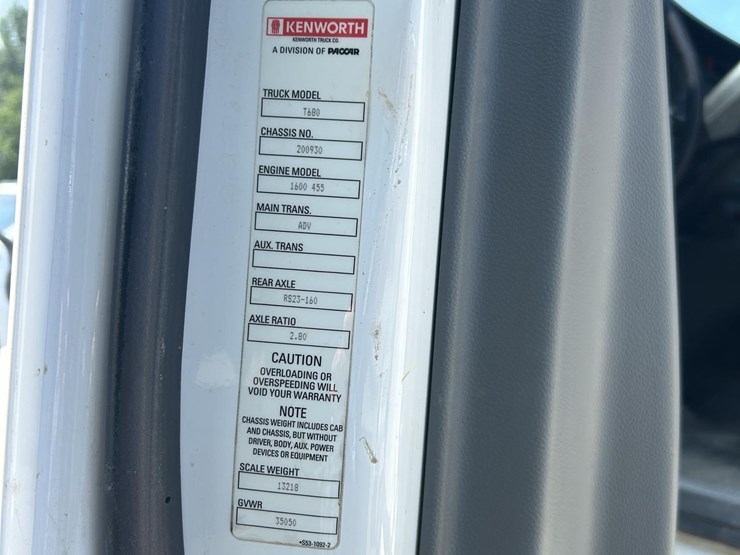 KENWORTH
KENWORTH TRUCK CO.
A DIVISION OF PACCAR
TRUCK MODEL
T680
CHASSIS NO.
200930
ENGINE MODEL
1600 455
MAIN TRANS.
ADV
AUX. TRANS
REAR AXLE
RS23-160
AXLE RATIO
2.80
CAUTION
OVERLOADING OR
OVERSPEEDING WILL
VOID YOUR WARRANTY
NOTE
CHASSIS WEIGHT INCLUDES CAB
AND CHASSIS, BUT WITHOUT
DRIVER, BODY, AUX. POWER
DEVICES OR EQUIPMENT
SCALE WEIGHT
13218
GVWR
35050
•S53-1092-2